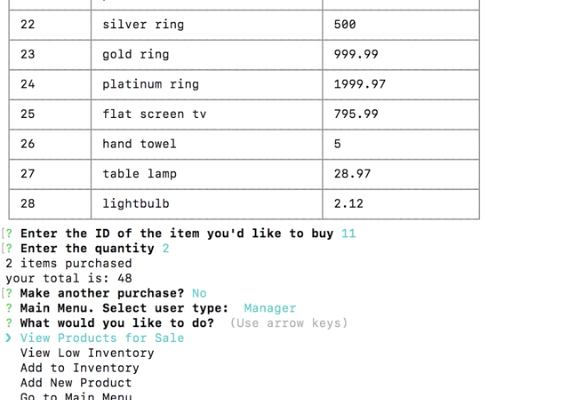 22 silver ring 500
23 gold ring 999.99
24 platinum ring 1999.97
25 flat screen tv 795.99
26 hand towel 5
27 table lamp 28.97
28 lightbulb 2.12
[? Enter the ID of the item you'd like to buy 11
[? Enter the quantity 2
2 items purchased
your total is: 48
[? Make another purchase? No
? Main Menu. Select user type: Manager
? What would you like to do? (Use arrow keys)
❯ View Products for Sale
View Low Inventory
Add to Inventory
Add New Product
Go to Main Menu